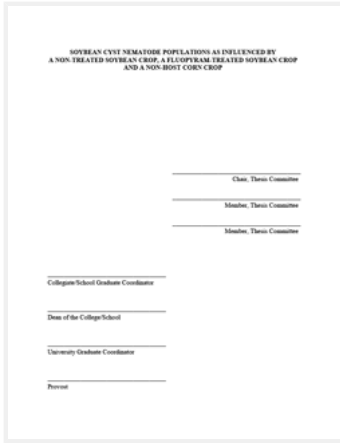 SOYBEAN CYST NEMATODE POPULATIONS AS INFLUENCED BY
A NON-TREATED SOYBEAN CROP, A FLUOPYRAM-TREATED SOYBEAN CROP
AND A NON-HOST CORN CROP
Chair, Thesis Committee
Member, Thesis Committee
Member, Thesis Committee
Collegiate/School Graduate Coordinator
Dean of the College/School
University Graduate Coordinator
Provost